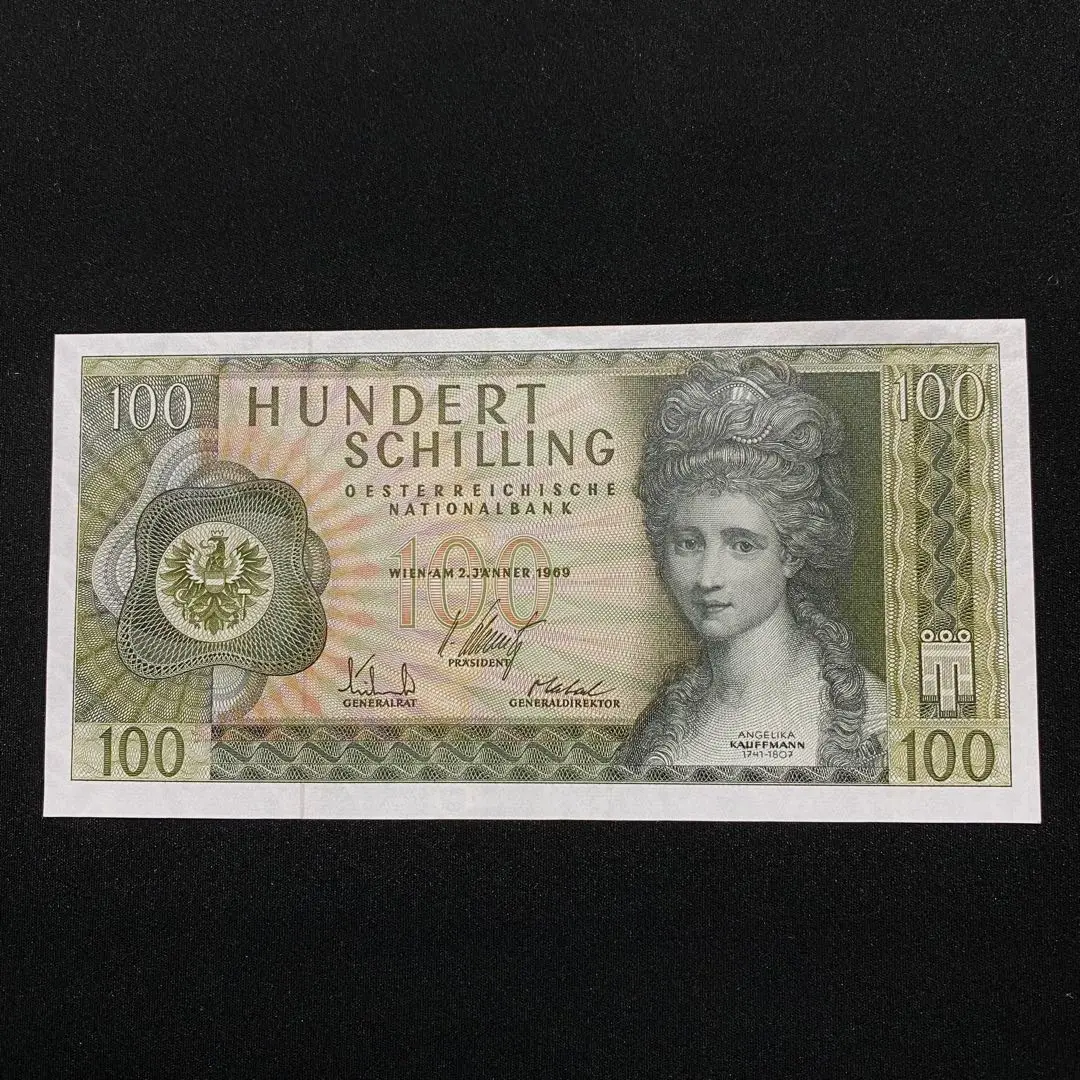 100
HUNDERT
SCHILLING
OESTERREICHISCHE
NATIONALBANK
100
WIEN·AM 2. JÄNNER 1969
PRÄSIDENT
GENERALRAT
GENERALDIREKTOR
100
ANGELIKA
KAUFFMANN
1741-1807
100
100